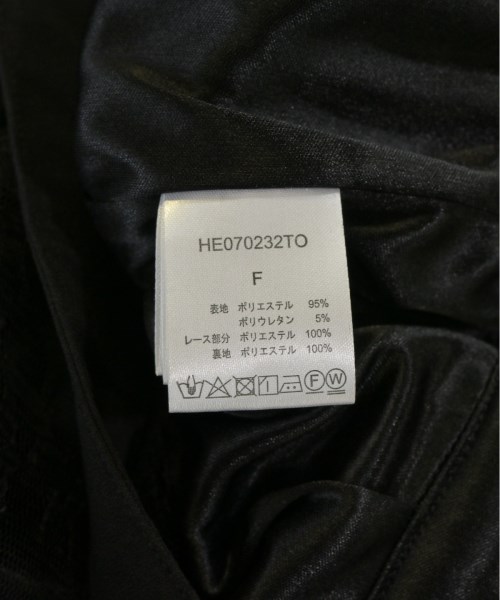 HE070232TO
F
表地 ポリエステル 95%
ポリウレタン 5%
レース部分 ポリエステル 100%
裏地 ポリエステル 100%
F W